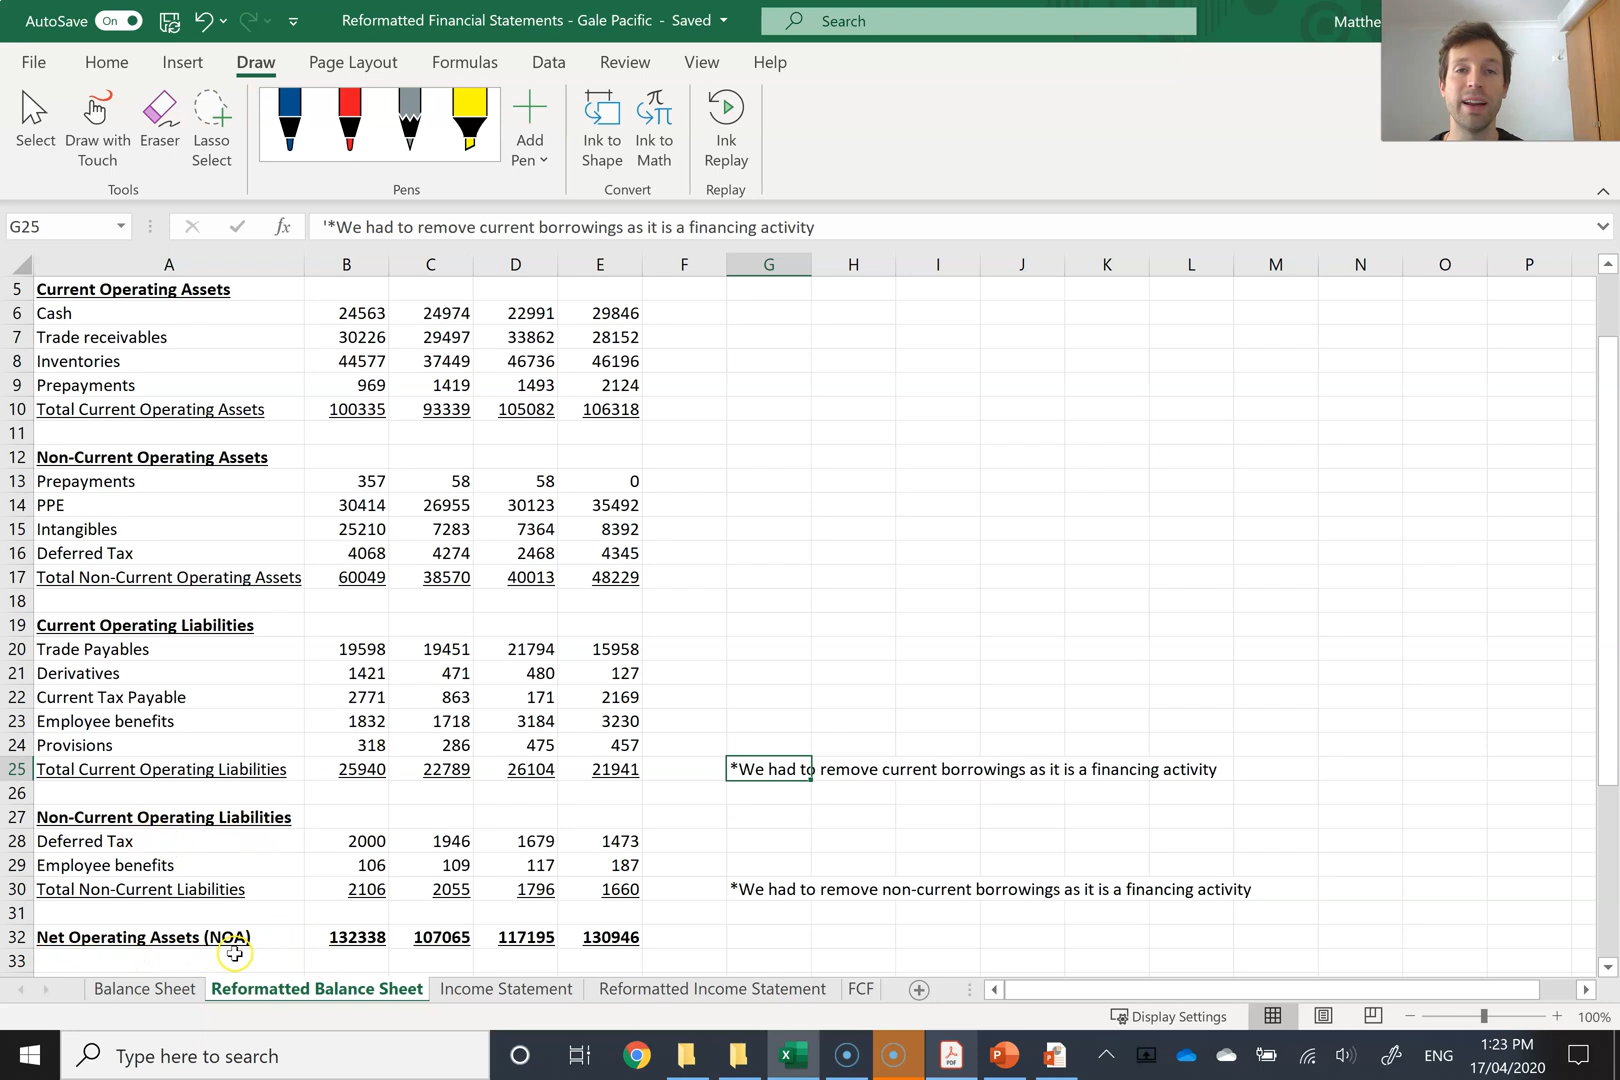 AutoSave On Reformatted Financial Statements - Gale Pacific - Saved Search Matthe
File Home Insert Draw Page Layout Formulas Data Review View Help
Select Draw with Touch Eraser Lasso Select Add Pen Ink to Shape Ink to Math Ink Replay
Tools Pens Convert Replay
G25 fx '*We had to remove current borrowings as it is a financing activity
A B C D E F G H I J K L M N O P
5 Current Operating Assets
6 Cash 24563 24974 22991 29846
7 Trade receivables 30226 29497 33862 28152
8 Inventories 44577 37449 46736 46196
9 Prepayments 969 1419 1493 2124
10 Total Current Operating Assets 100335 93339 105082 106318
11
12 Non-Current Operating Assets
13 Prepayments 357 58 58 0
14 PPE 30414 26955 30123 35492
15 Intangibles 25210 7283 7364 8392
16 Deferred Tax 4068 4274 2468 4345
17 Total Non-Current Operating Assets 60049 38570 40013 48229
18
19 Current Operating Liabilities
20 Trade Payables 19598 19451 21794 15958
21 Derivatives 1421 471 480 127
22 Current Tax Payable 2771 863 171 2169
23 Employee benefits 1832 1718 3184 3230
24 Provisions 318 286 475 457
25 Total Current Operating Liabilities 25940 22789 26104 21941 *We had to remove current borrowings as it is a financing activity
26
27 Non-Current Operating Liabilities
28 Deferred Tax 2000 1946 1679 1473
29 Employee benefits 106 109 117 187
30 Total Non-Current Liabilities 2106 2055 1796 1660 *We had to remove non-current borrowings as it is a financing activity
31
32 Net Operating Assets (NOA) 132338 107065 117195 130946
33
Balance Sheet Reformatted Balance Sheet Income Statement Reformatted Income Statement FCF
Display Settings 100%
Type here to search ENG 1:23 PM
17/04/2020